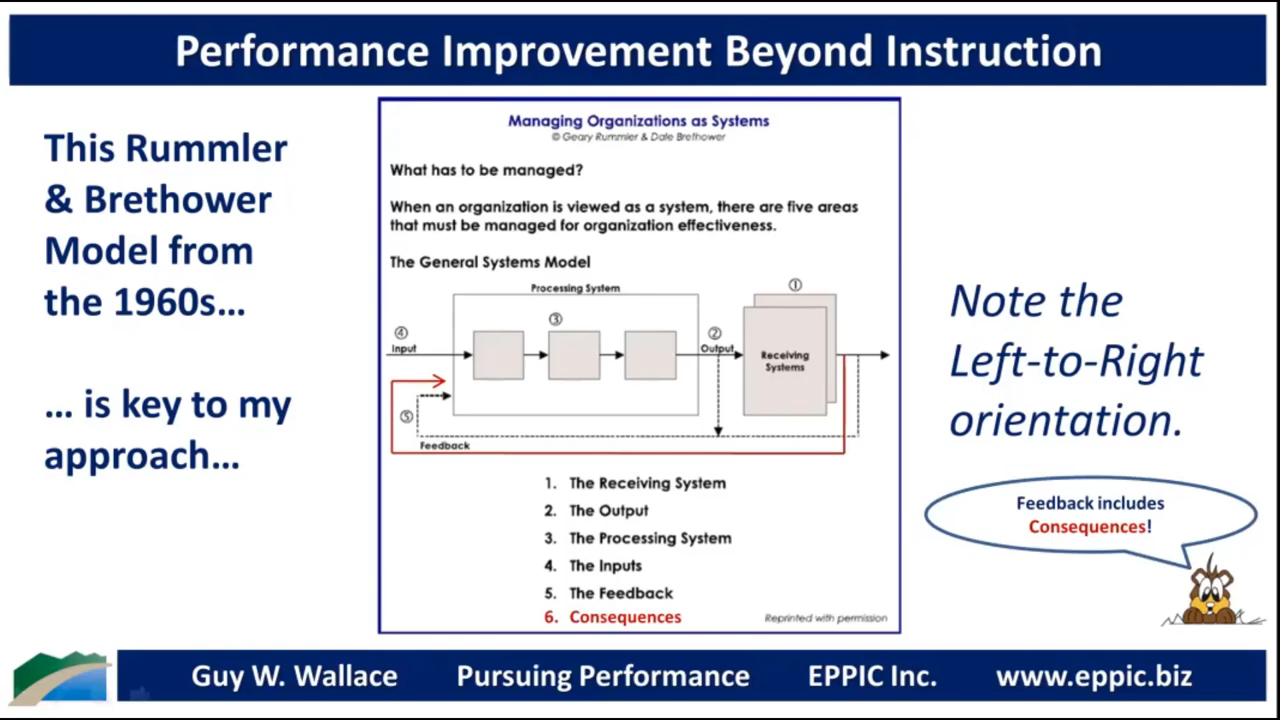 Performance Improvement Beyond Instruction
This Rummler
& Brethower
Model from
the 1960s…
… is key to my
approach…
Managing Organizations as Systems
© Geary Rummler & Dale Brethower
What has to be managed?
When an organization is viewed as a system, there are five areas
that must be managed for organization effectiveness.
The General Systems Model
Processing System
①
④
③
②
Input
Output
Receiving
Systems
⑤
Feedback
1. The Receiving System
2. The Output
3. The Processing System
4. The Inputs
5. The Feedback
6. Consequences
Reprinted with permission
Note the
Left-to-Right
orientation.
Feedback includes
Consequences!
Guy W. Wallace Pursuing Performance EPPIC Inc. www.eppic.biz